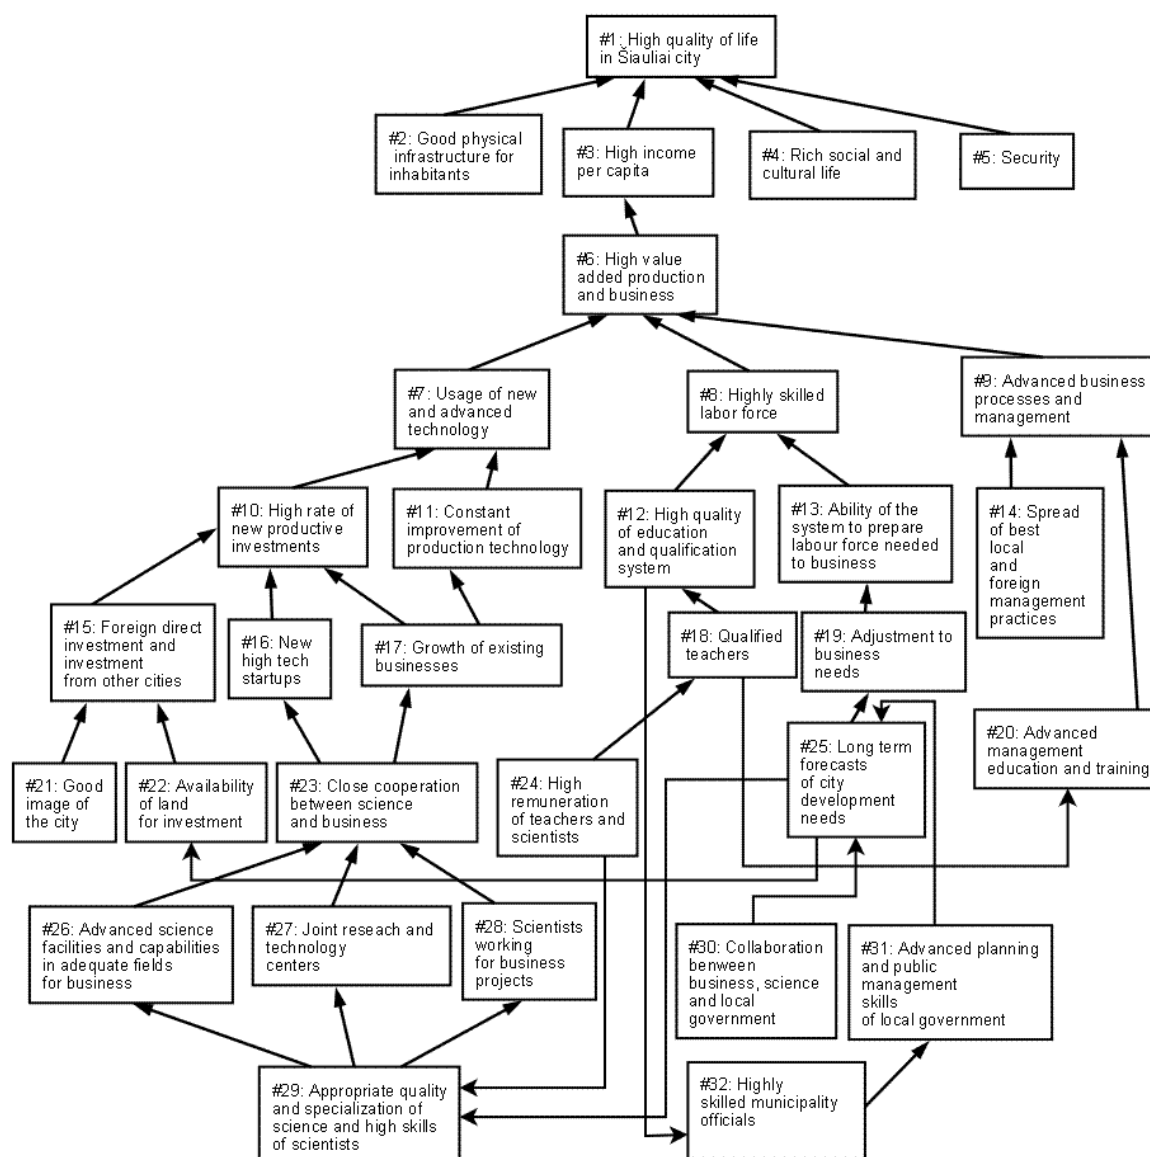 #1: High quality of life
in Šiauliai city
#2: Good physical
infrastructure for
inhabitants
#3: High income
per capita
#4: Rich social and
cultural life
#5: Security
#6: High value
added production
and business
#7: Usage of new
and advanced
technology
#8: Highly skilled
labor force
#9: Advanced business
processes and
management
#10: High rate of
new productive
investments
#11: Constant
improvement of
production technology
#12: High quality
of education
and qualification
system
#13: Ability of the
system to prepare
labour force needed
to business
#14: Spread
of best
local
and
foreign
management
practices
#15: Foreign direct
investment and
investment
from other cities
#16: New
high tech
startups
#17: Growth of existing
businesses
#18: Qualified
teachers
#19: Adjustment to
business
needs
#20: Advanced
management
education and training
#21: Good
image of
the city
#22: Availability
of land
for investment
#23: Close cooperation
between science
and business
#24: High
remuneration
of teachers and
scientists
#25: Long term
forecasts
of city
development
needs
#26: Advanced science
facilities and capabilities
in adequate fields
for business
#27: Joint reseach and
technology
centers
#28: Scientists
working
for business
projects
#29: Appropriate quality
and specialization of
science and high skills
of scientists
#30: Collaboration
benween
business, science
and local
government
#31: Advanced planning
and public
management
skills
of local government
#32: Highly
skilled municipality
officials